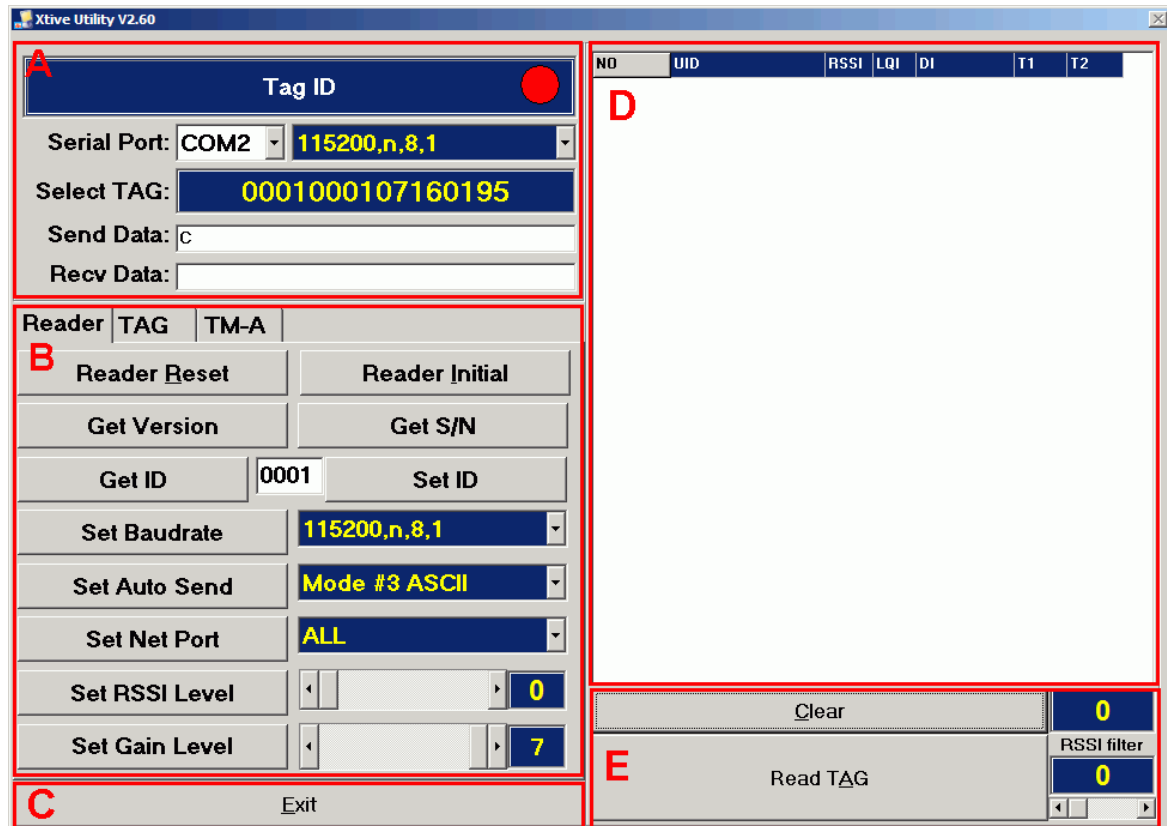 Xtive Utility V2.60
A
Tag ID
Serial Port: COM2 115200,n,8,1
Select TAG: 0001000107160195
Send Data: C
Recv Data:
Reader TAG TM-A
B
Reader Reset Reader Initial
Get Version Get S/N
Get ID 0001 Set ID
Set Baudrate 115200,n,8,1
Set Auto Send Mode #3 ASCII
Set Net Port ALL
Set RSSI Level 0
Set Gain Level 7
C
Exit
NO UID RSSI LQI DI T1 T2
D
Clear 0
E
Read TAG
RSSI filter
0